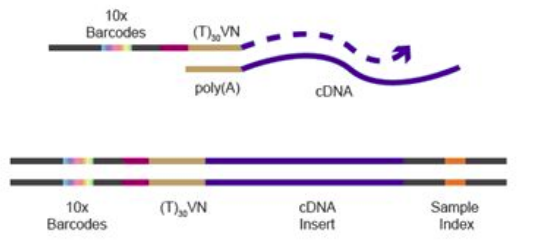 10x
Barcodes
(T)₃₀VN
poly(A)
cDNA
10x
Barcodes
(T)₃₀VN
cDNA
Insert
Sample
Index